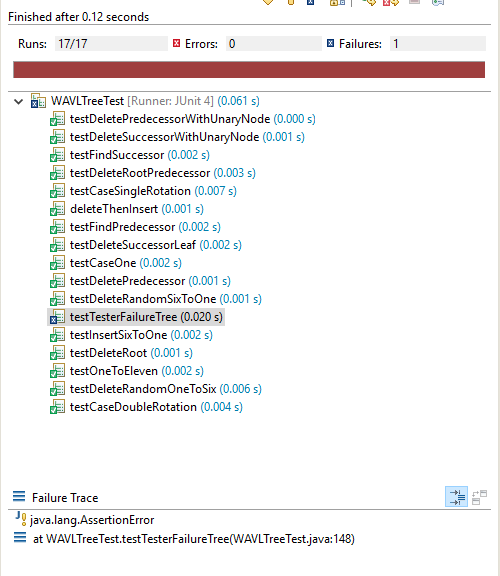 Finished after 0.12 seconds
Runs: 17/17 Errors: 0 Failures: 1
WAVLTreeTest [Runner: JUnit 4] (0.061 s)
testDeletePredecessorWithUnaryNode (0.000 s)
testDeleteSuccessorWithUnaryNode (0.001 s)
testFindSuccessor (0.002 s)
testDeleteRootPredecessor (0.003 s)
testCaseSingleRotation (0.007 s)
deleteThenInsert (0.001 s)
testFindPredecessor (0.002 s)
testDeleteSuccessorLeaf (0.002 s)
testCaseOne (0.002 s)
testDeletePredecessor (0.001 s)
testDeleteRandomSixToOne (0.001 s)
testTesterFailureTree (0.020 s)
testInsertSixToOne (0.002 s)
testDeleteRoot (0.001 s)
testOneToEleven (0.002 s)
testDeleteRandomOneToSix (0.006 s)
testCaseDoubleRotation (0.004 s)
Failure Trace
java.lang.AssertionError
at WAVLTreeTest.testTesterFailureTree(WAVLTreeTest.java:148)